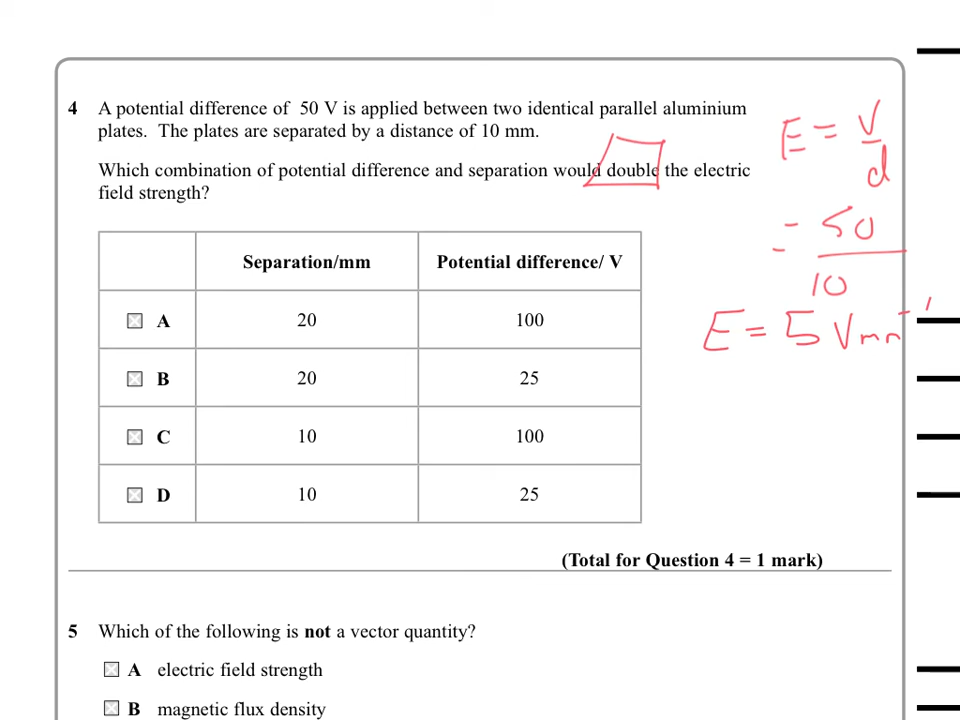 4 A potential difference of 50 V is applied between two identical parallel aluminium
plates. The plates are separated by a distance of 10 mm.
Which combination of potential difference and separation would double the electric
field strength?
Separation/mm Potential difference/ V
A 20 100
B 20 25
C 10 100
D 10 25
(Total for Question 4 = 1 mark)
5 Which of the following is not a vector quantity?
A electric field strength
B magnetic flux density
E = V/d
= 50/10
E = 5 Vmm⁻¹